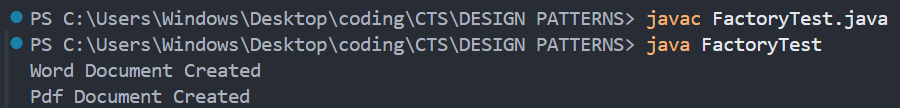 PS C:\Users\Windows\Desktop\coding\CTS\DESIGN PATTERNS> javac FactoryTest.java
PS C:\Users\Windows\Desktop\coding\CTS\DESIGN PATTERNS> java FactoryTest
Word Document Created
Pdf Document Created